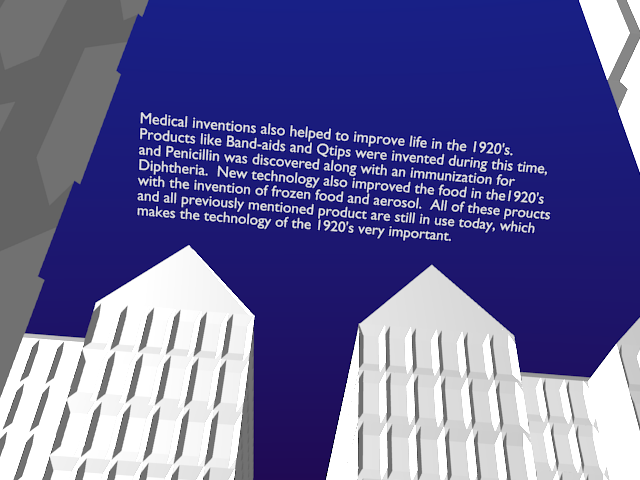 Medical inventions also helped to improve life in the 1920's.
Products like Band-aids and Qtips were invented during this time,
and Penicillin was discovered along with an immunization for
Diphtheria.  New technology also improved the food in the1920's
with the invention of frozen food and aerosol.  All of these proucts
and all previously mentioned product are still in use today, which
makes the technology of the 1920's very important.